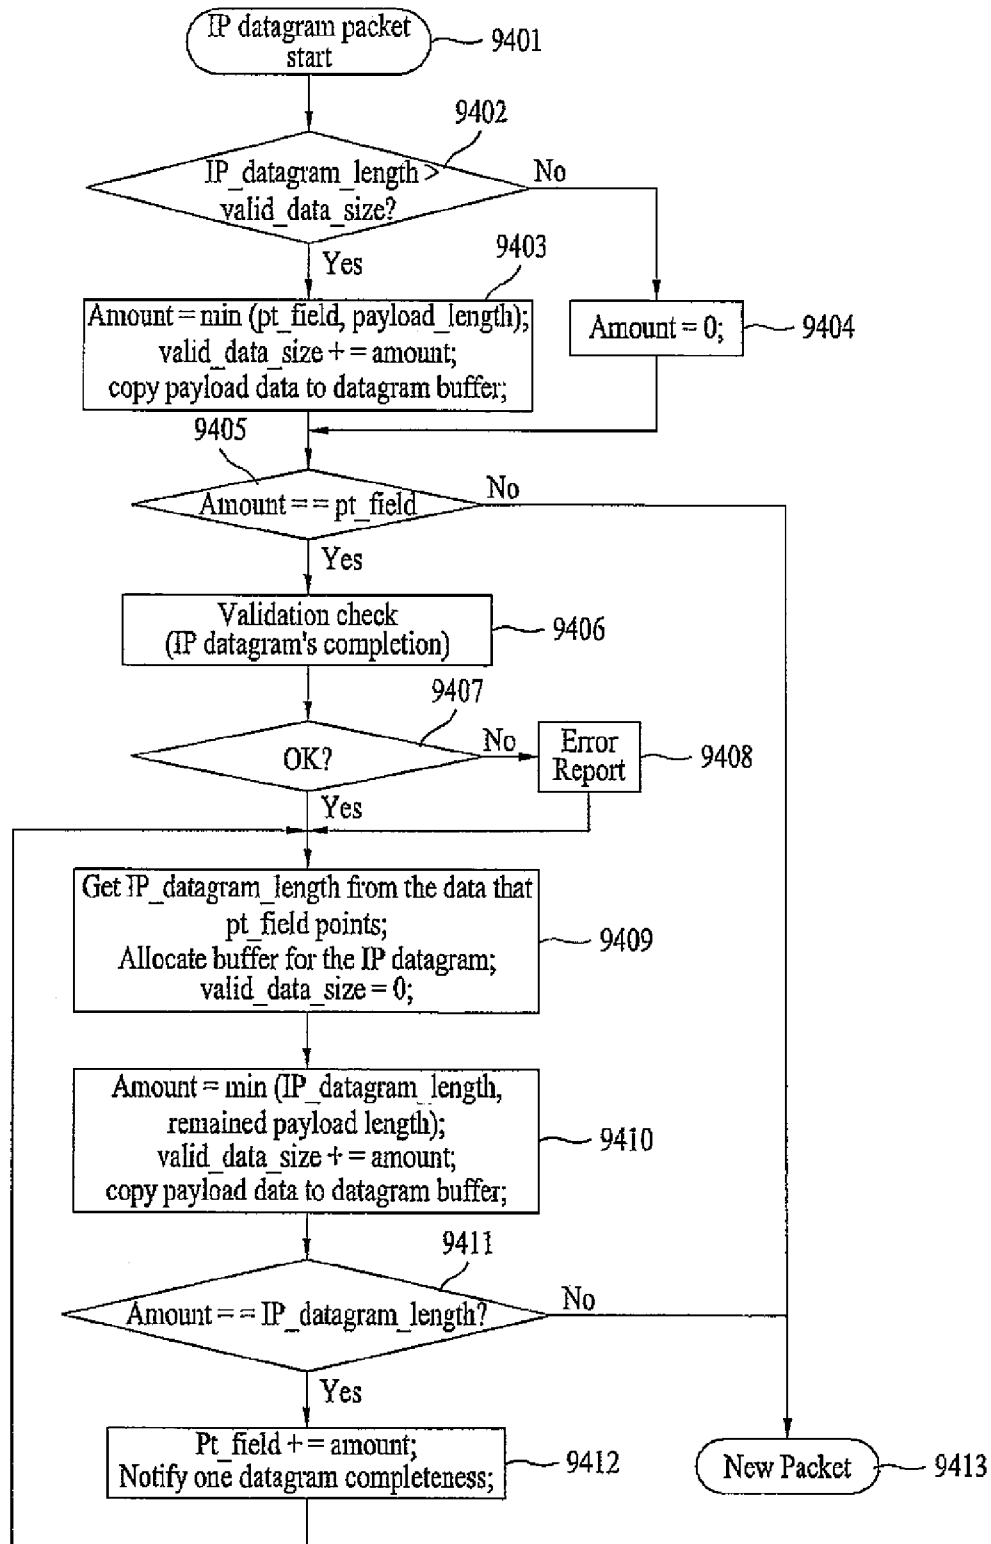 IP datagram packet
start
9401
9402
IP_datagram_length >
valid_data_size?
No
Yes
9403
Amount = min (pt_field, payload_length);
valid_data_size + = amount;
copy payload data to datagram buffer;
Amount = 0;
9404
9405
Amount = = pt_field
No
Yes
Validation check
(IP datagram's completion)
9406
9407
OK?
No
Error
Report
9408
Yes
Get IP_datagram_length from the data that
pt_field points;
Allocate buffer for the IP datagram;
valid_data_size = 0;
9409
Amount = min (IP_datagram_length,
remained payload length);
valid_data_size + = amount;
copy payload data to datagram buffer;
9410
9411
Amount = = IP_datagram_length?
No
Yes
Pt_field + = amount;
Notify one datagram completeness;
9412
New Packet
9413